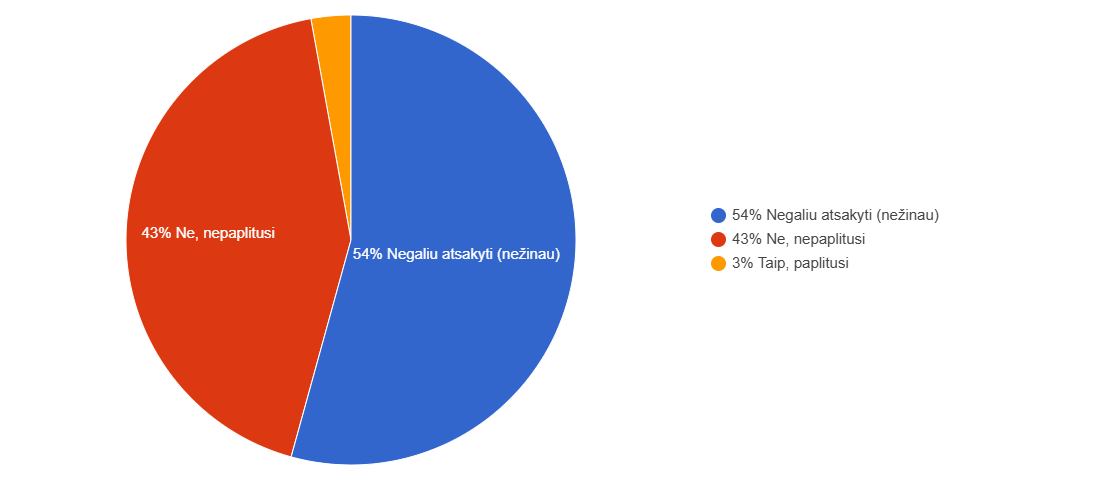 43% Ne, nepaplitusi
54% Negaliu atsakyti (nežinau)
54% Negaliu atsakyti (nežinau)
43% Ne, nepaplitusi
3% Taip, paplitusi